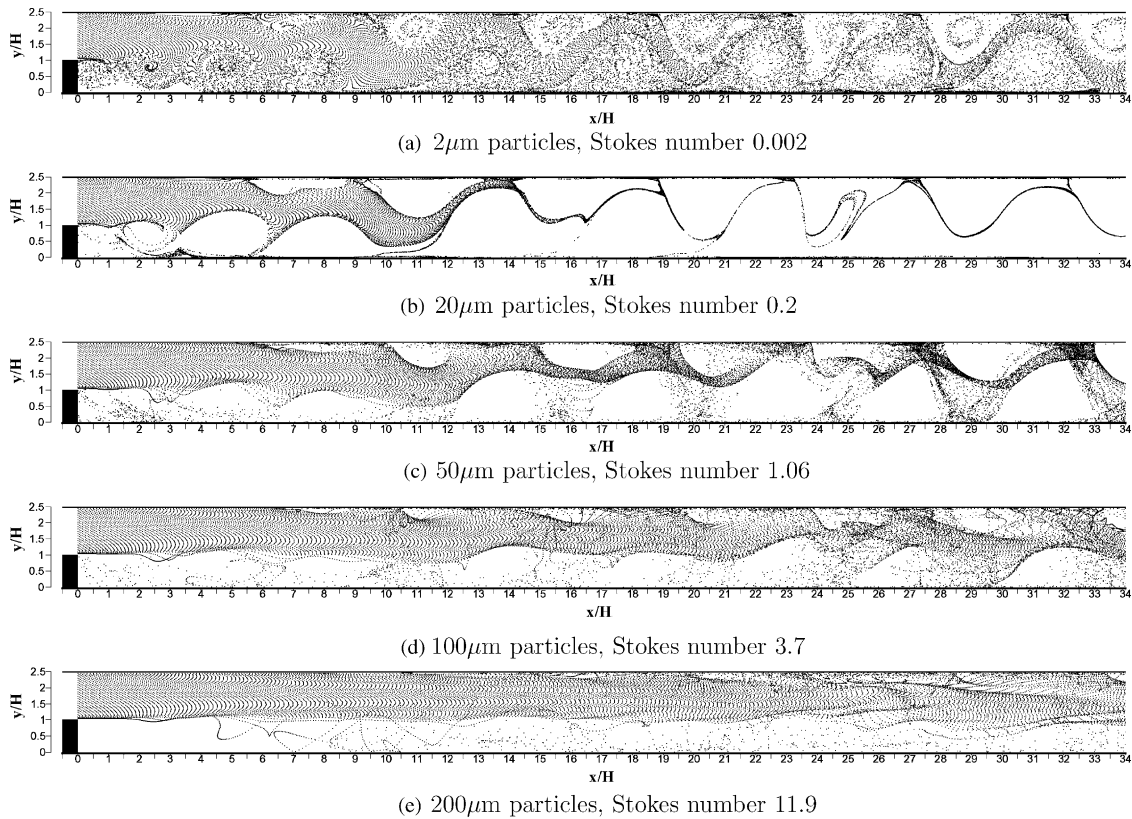 2.5
2
1.5
1
0.5
0
y/H
0 1 2 3 4 5 6 7 8 9 10 11 12 13 14 15 16 17 18 19 20 21 22 23 24 25 26 27 28 29 30 31 32 33 34
x/H
(a) 2μm particles, Stokes number 0.002
2.5
2
1.5
1
0.5
0
y/H
0 1 2 3 4 5 6 7 8 9 10 11 12 13 14 15 16 17 18 19 20 21 22 23 24 25 26 27 28 29 30 31 32 33 34
x/H
(b) 20μm particles, Stokes number 0.2
2.5
2
1.5
1
0.5
0
y/H
0 1 2 3 4 5 6 7 8 9 10 11 12 13 14 15 16 17 18 19 20 21 22 23 24 25 26 27 28 29 30 31 32 33 34
x/H
(c) 50μm particles, Stokes number 1.06
2.5
2
1.5
1
0.5
0
y/H
0 1 2 3 4 5 6 7 8 9 10 11 12 13 14 15 16 17 18 19 20 21 22 23 24 25 26 27 28 29 30 31 32 33 34
x/H
(d) 100μm particles, Stokes number 3.7
2.5
2
1.5
1
0.5
0
y/H
0 1 2 3 4 5 6 7 8 9 10 11 12 13 14 15 16 17 18 19 20 21 22 23 24 25 26 27 28 29 30 31 32 33 34
x/H
(e) 200μm particles, Stokes number 11.9